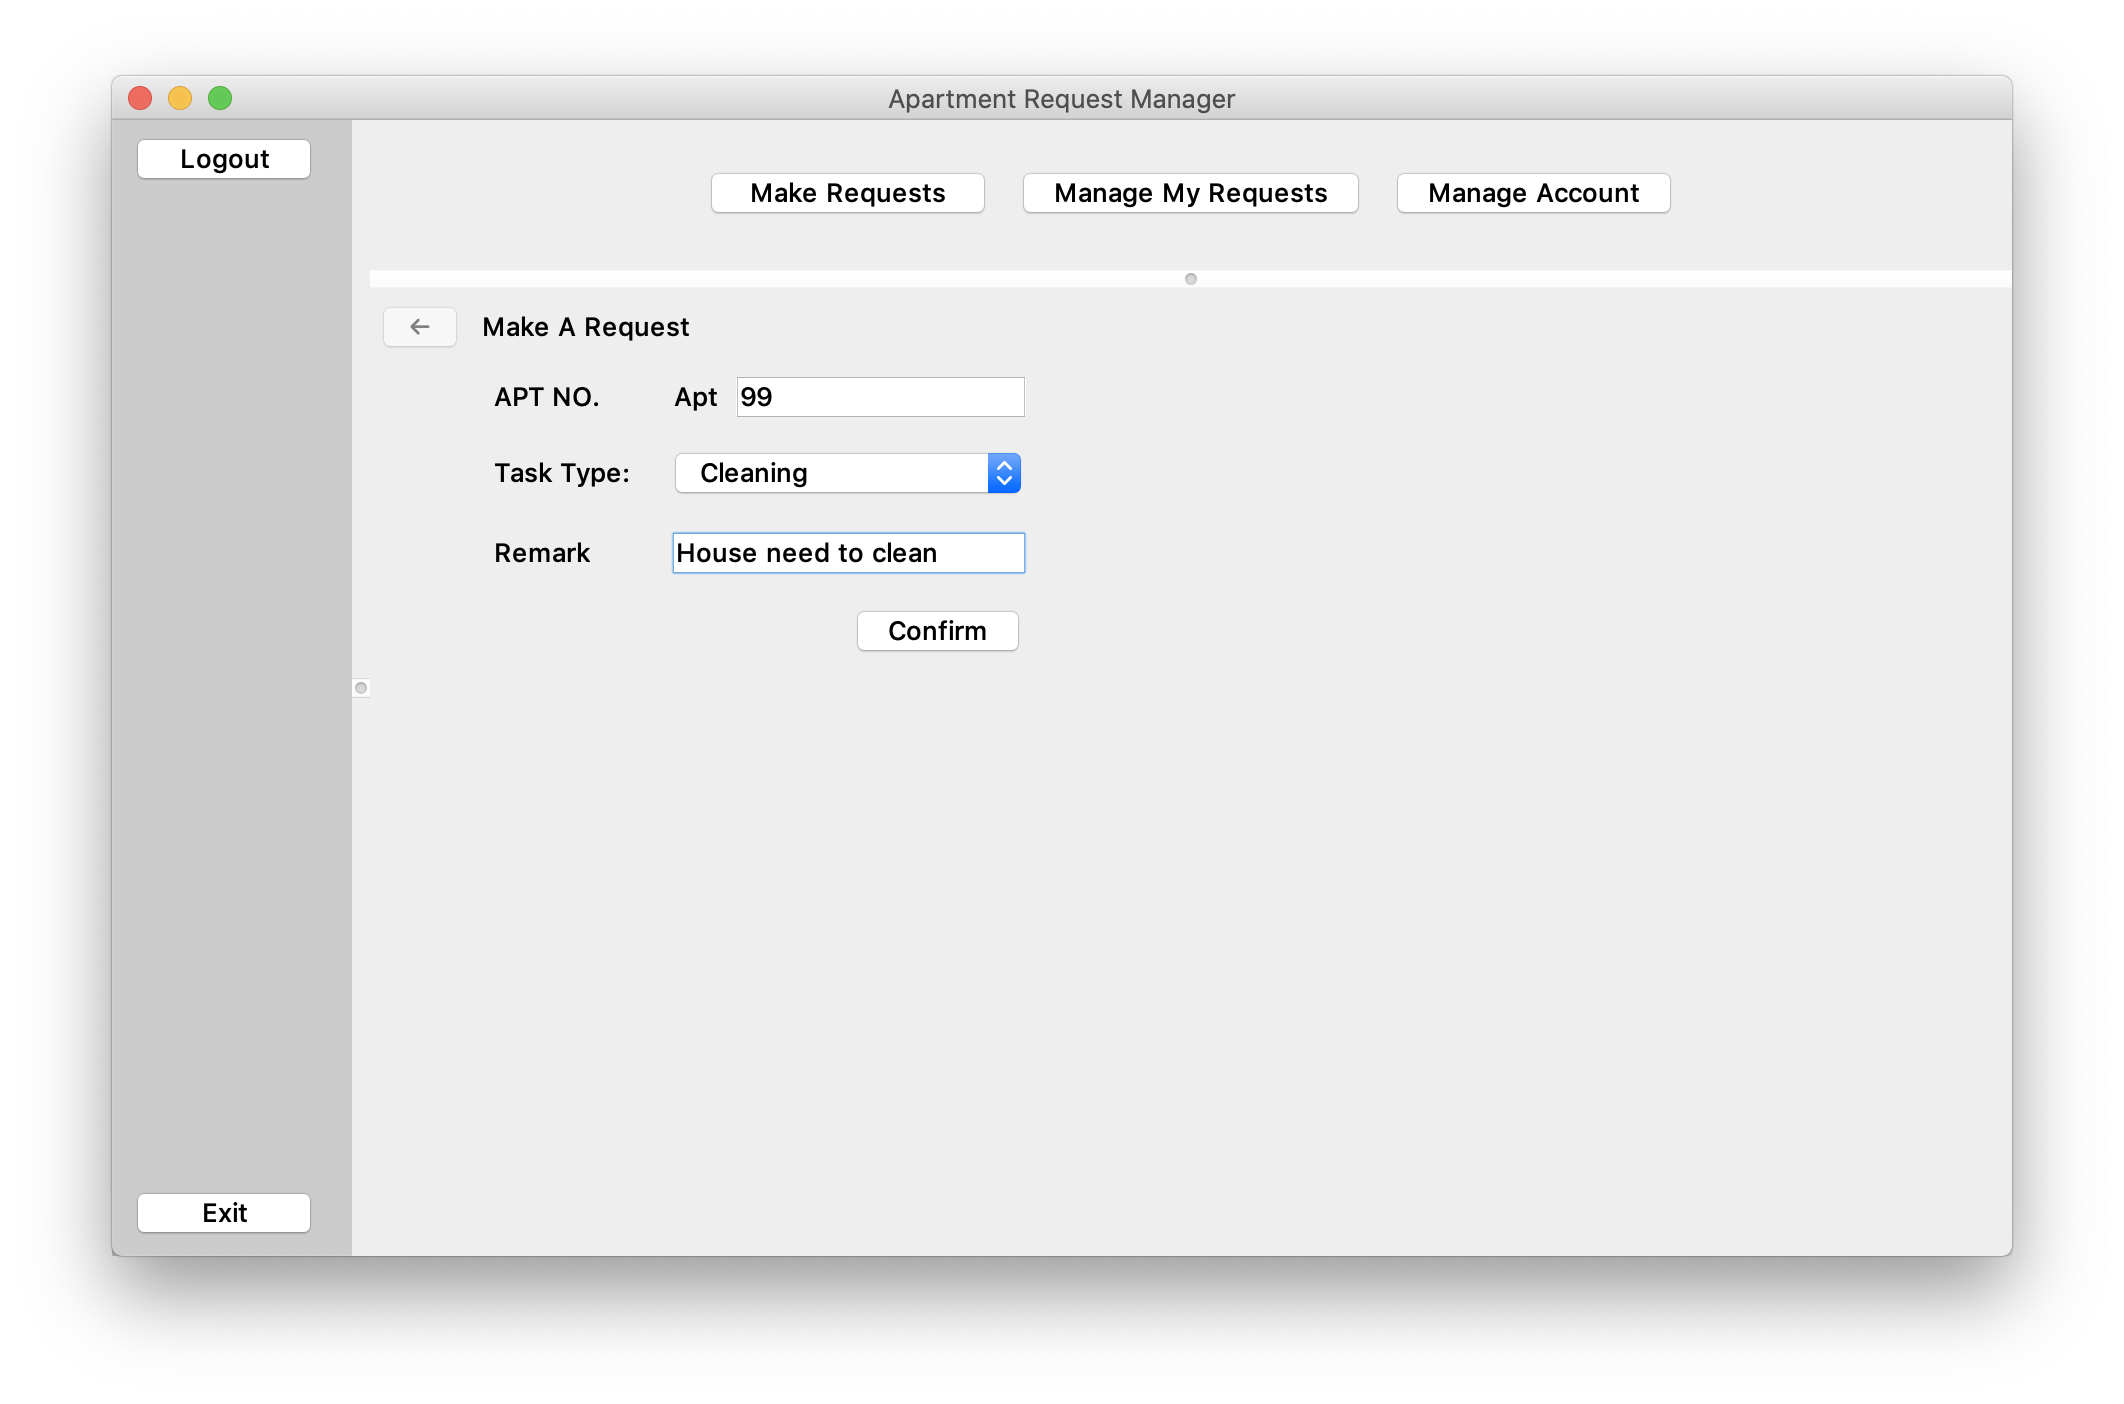 Apartment Request Manager
Logout
Make Requests Manage My Requests Manage Account
Make A Request
APT NO. Apt 99
Task Type: Cleaning
Remark House need to clean
Confirm
Exit